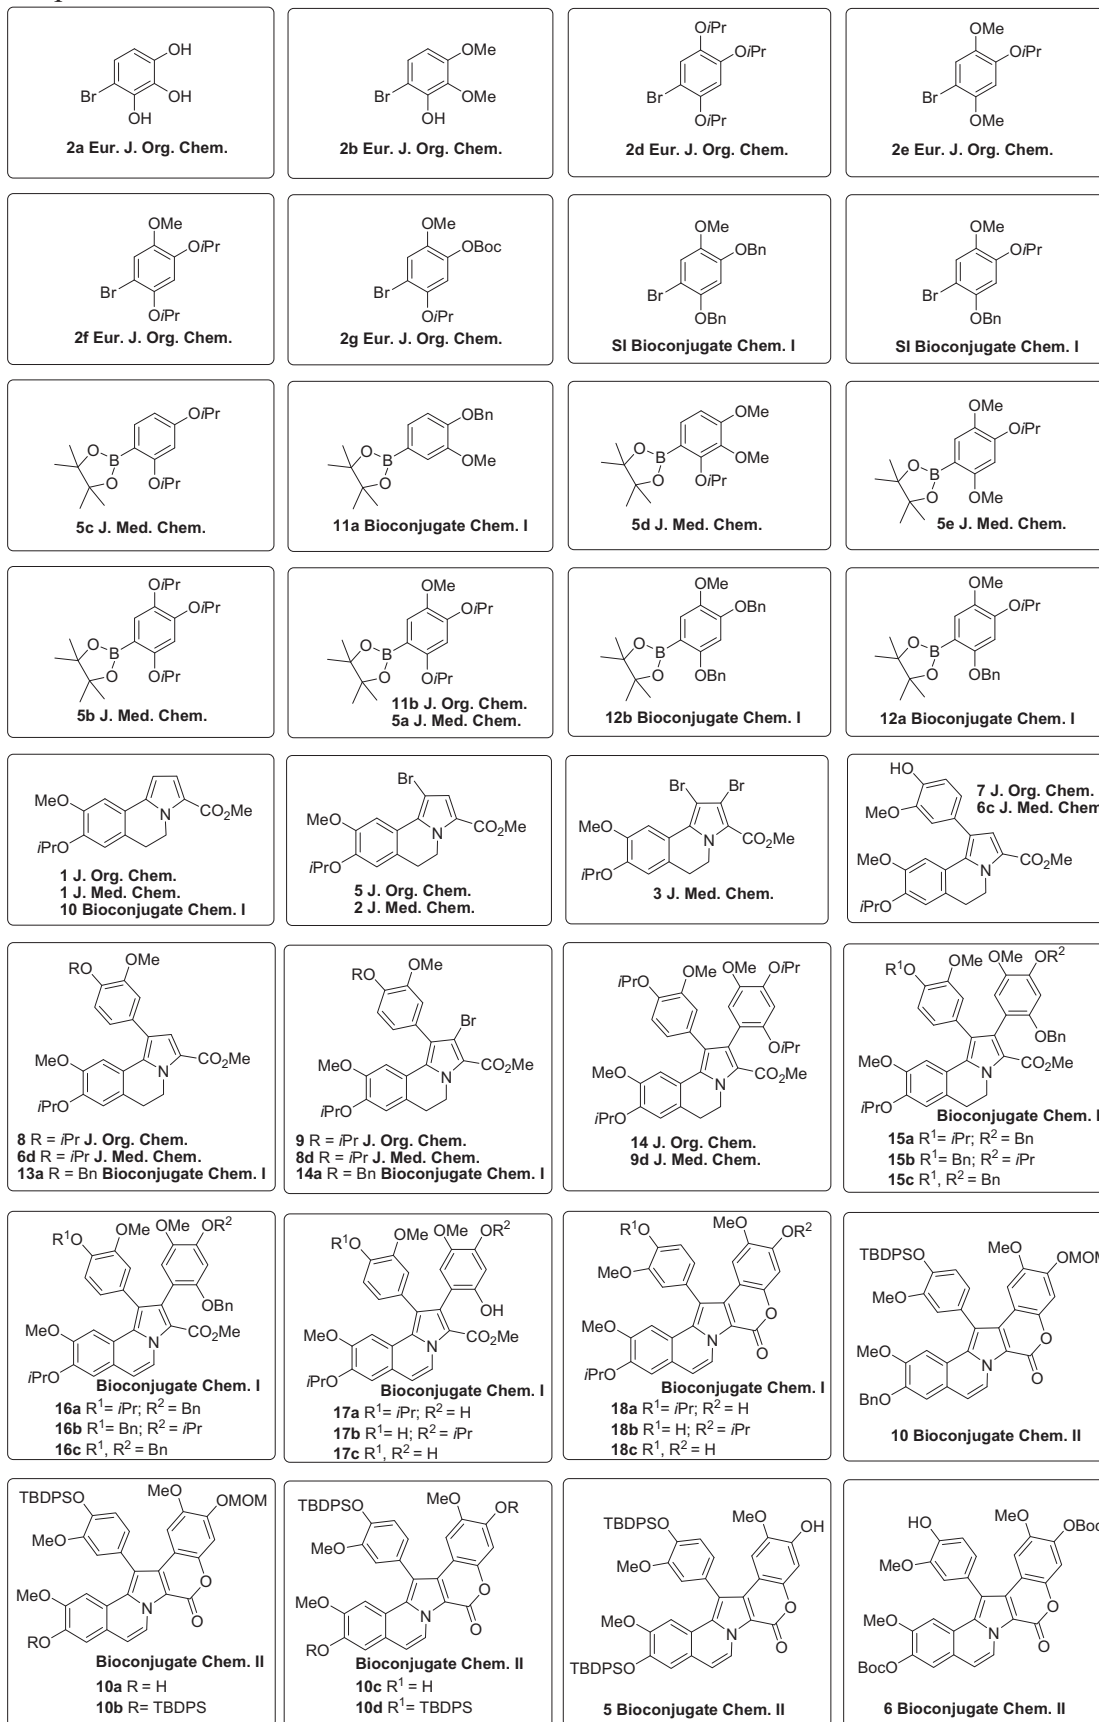 OH
Br
OH
OH
2a Eur. J. Org. Chem.
OMe
Br
OMe
OH
2b Eur. J. Org. Chem.
OiPr
OiPr
Br
OiPr
2d Eur. J. Org. Chem.
OMe
OiPr
Br
OMe
2e Eur. J. Org. Chem.
OMe
OiPr
Br
OiPr
2f Eur. J. Org. Chem.
OMe
OBoc
Br
OiPr
2g Eur. J. Org. Chem.
OMe
OBn
Br
OBn
SI Bioconjugate Chem. I
OMe
OiPr
Br
OBn
SI Bioconjugate Chem. I
OiPr
O
B
O
OiPr
5c J. Med. Chem.
OBn
O
B
OMe
O
11a Bioconjugate Chem. I
OMe
O
B
OMe
O
OiPr
5d J. Med. Chem.
OMe
OiPr
O
B
O
OMe
5e J. Med. Chem.
OiPr
OiPr
O
B
O
OiPr
5b J. Med. Chem.
OMe
OiPr
O
B
O
OiPr
11b J. Org. Chem.
5a J. Med. Chem.
OMe
OBn
O
B
O
OBn
12b Bioconjugate Chem. I
OMe
OiPr
O
B
O
OBn
12a Bioconjugate Chem. I
MeO
N
CO2Me
iPrO
1 J. Org. Chem.
1 J. Med. Chem.
10 Bioconjugate Chem. I
Br
MeO
N
CO2Me
iPrO
5 J. Org. Chem.
2 J. Med. Chem.
Br Br
MeO
N
CO2Me
iPrO
3 J. Med. Chem.
HO
MeO
7 J. Org. Chem.
6c J. Med. Chem
MeO
N
CO2Me
iPrO
RO OMe
MeO
N
CO2Me
iPrO
8 R = iPr J. Org. Chem.
6d R = iPr J. Med. Chem.
13a R = Bn Bioconjugate Chem. I
RO OMe
Br
MeO
N
CO2Me
iPrO
9 R = iPr J. Org. Chem.
8d R = iPr J. Med. Chem.
14a R = Bn Bioconjugate Chem. I
iPrO OMe OMe OiPr
OiPr
MeO
N
CO2Me
iPrO
14 J. Org. Chem.
9d J. Med. Chem.
R1O OMe OMe OR2
OBn
MeO
N
CO2Me
iPrO
Bioconjugate Chem. I
15a R1= iPr; R2 = Bn
15b R1= Bn; R2 = iPr
15c R1, R2 = Bn
R1O OMe OMe OR2
OBn
MeO
N
CO2Me
iPrO
Bioconjugate Chem. I
16a R1= iPr; R2 = Bn
16b R1= Bn; R2 = iPr
16c R1, R2 = Bn
R1O OMe OMe OR2
OH
MeO
N
CO2Me
iPrO
Bioconjugate Chem. I
17a R1= iPr; R2 = H
17b R1= H; R2 = iPr
17c R1, R2 = H
R1O MeO OR2
MeO
MeO
O
N
O
iPrO
Bioconjugate Chem. I
18a R1= iPr; R2 = H
18b R1= H; R2 = iPr
18c R1, R2 = H
TBDPSO MeO OMOM
MeO
MeO
O
N
O
BnO
10 Bioconjugate Chem. II
TBDPSO MeO OMOM
MeO
MeO
O
N
O
RO
Bioconjugate Chem. II
10a R = H
10b R= TBDPS
TBDPSO MeO OR
MeO
MeO
O
N
O
RO
Bioconjugate Chem. II
10c R1 = H
10d R1= TBDPS
TBDPSO MeO OH
MeO
MeO
O
N
O
TBDPSO
5 Bioconjugate Chem. II
HO MeO OBoc
MeO
MeO
O
N
O
BocO
6 Bioconjugate Chem. II